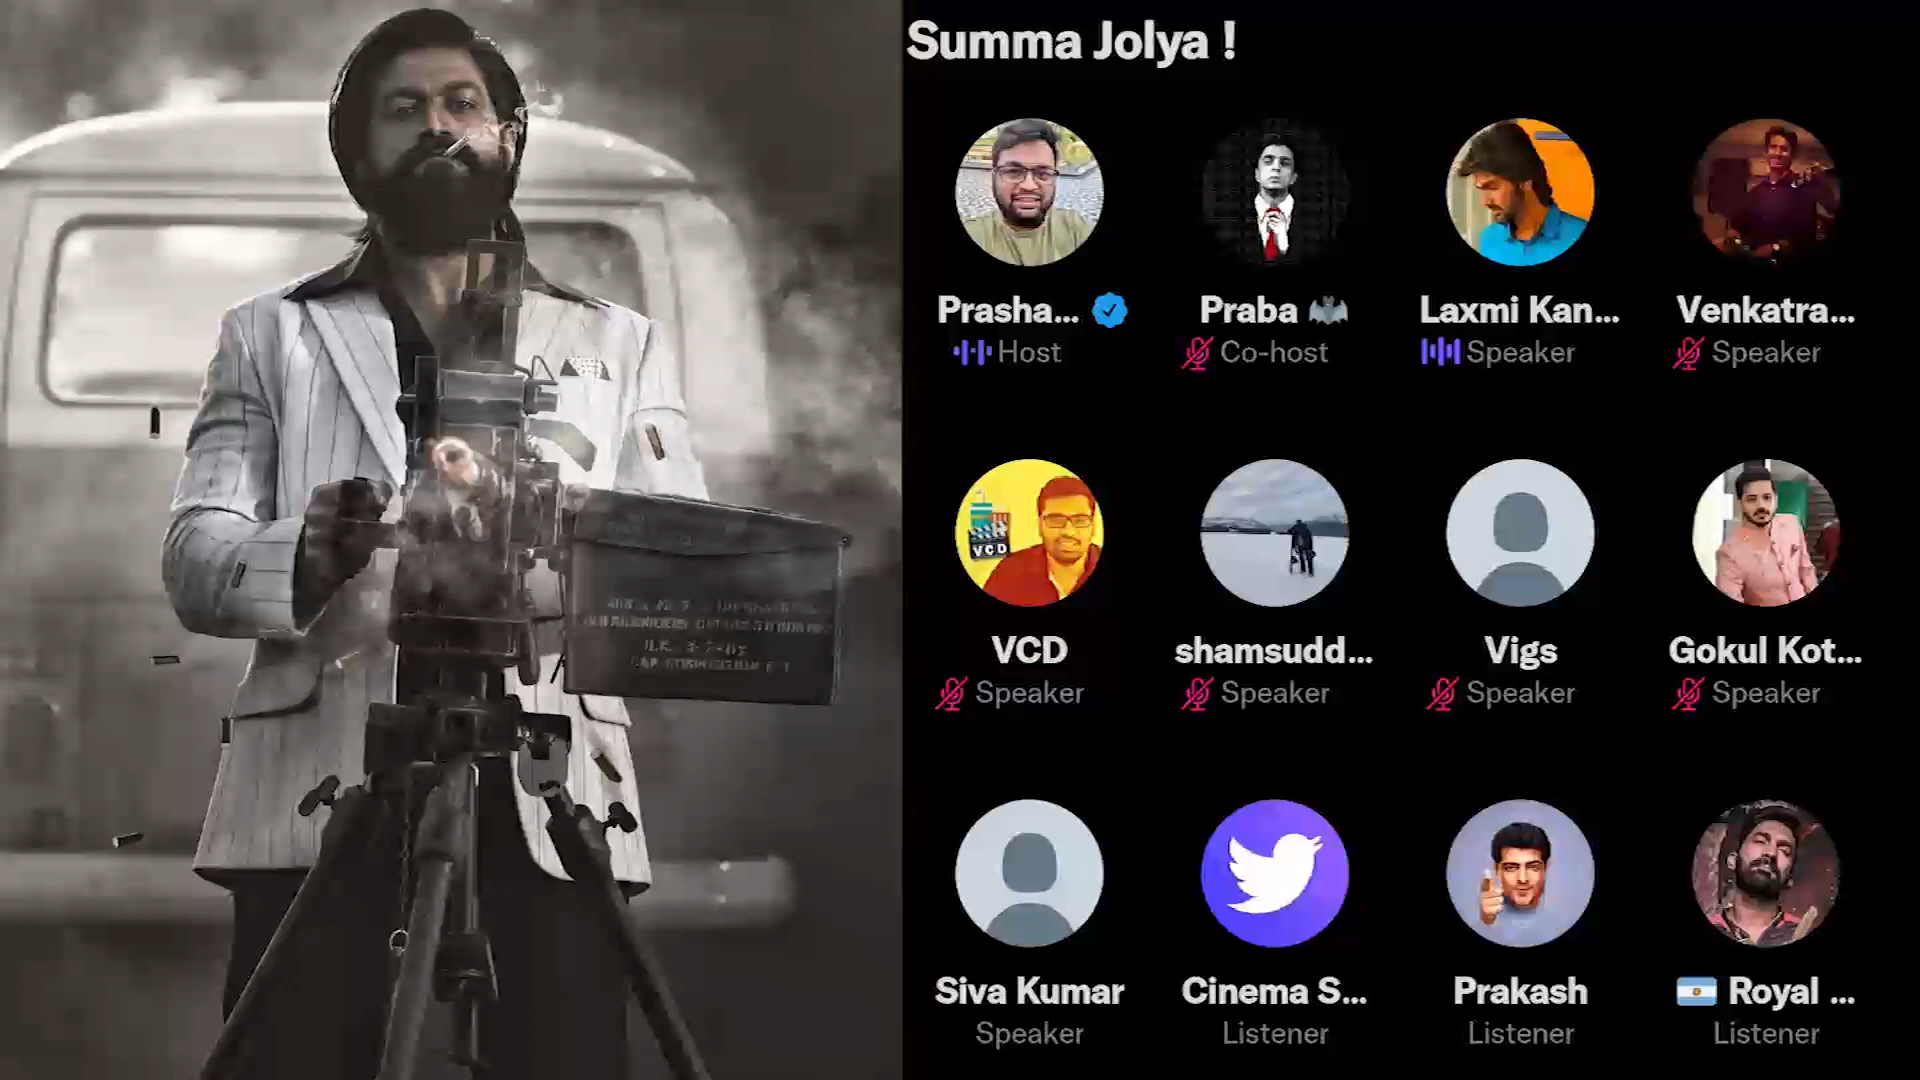 Summa Jolya !
Prasha...
Praba
Laxmi Kan...
Venkatra...
Host
Co-host
Speaker
Speaker
VCD
VCD
shamsudd...
Vigs
Gokul Kot...
Speaker
Speaker
Speaker
Speaker
Siva Kumar
Cinema S...
Prakash
Royal ...
Speaker
Listener
Listener
Listener